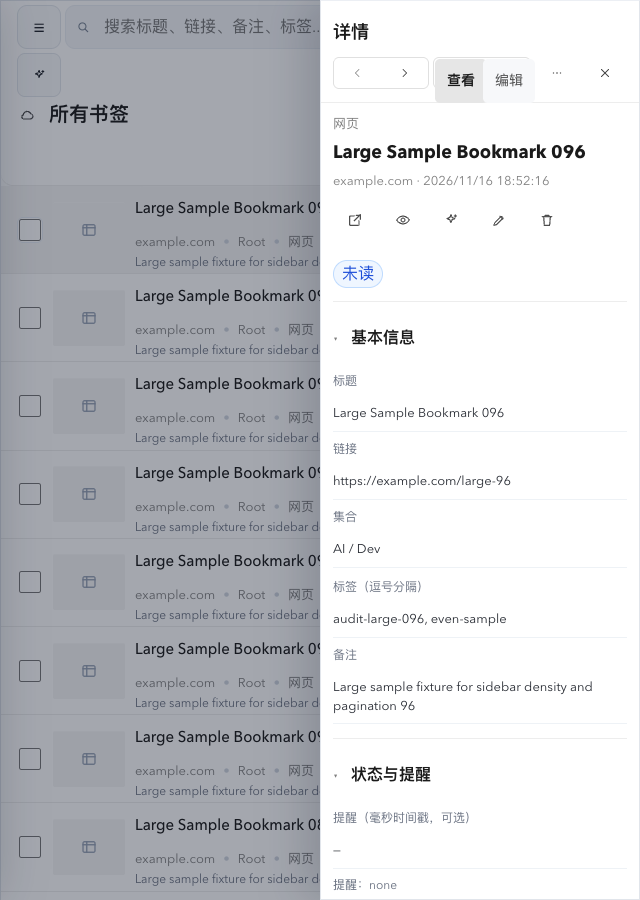 搜索标题、链接、备注、标签...
所有书签
Large Sample Bookmark 09
example.com • Root • 网页
Large sample fixture for sidebar d
Large Sample Bookmark 09
example.com • Root • 网页
Large sample fixture for sidebar d
Large Sample Bookmark 09
example.com • Root • 网页
Large sample fixture for sidebar d
Large Sample Bookmark 09
example.com • Root • 网页
Large sample fixture for sidebar d
Large Sample Bookmark 09
example.com • Root • 网页
Large sample fixture for sidebar d
Large Sample Bookmark 09
example.com • Root • 网页
Large sample fixture for sidebar d
Large Sample Bookmark 09
example.com • Root • 网页
Large sample fixture for sidebar d
Large Sample Bookmark 08
example.com • Root • 网页
Large sample fixture for sidebar d
详情
查看 编辑 ...
网页
Large Sample Bookmark 096
example.com · 2026/11/16 18:52:16
未读
基本信息
标题
Large Sample Bookmark 096
链接
https://example.com/large-96
集合
AI / Dev
标签（逗号分隔）
audit-large-096, even-sample
备注
Large sample fixture for sidebar density and
pagination 96
状态与提醒
提醒（毫秒时间戳，可选）
—
提醒：none